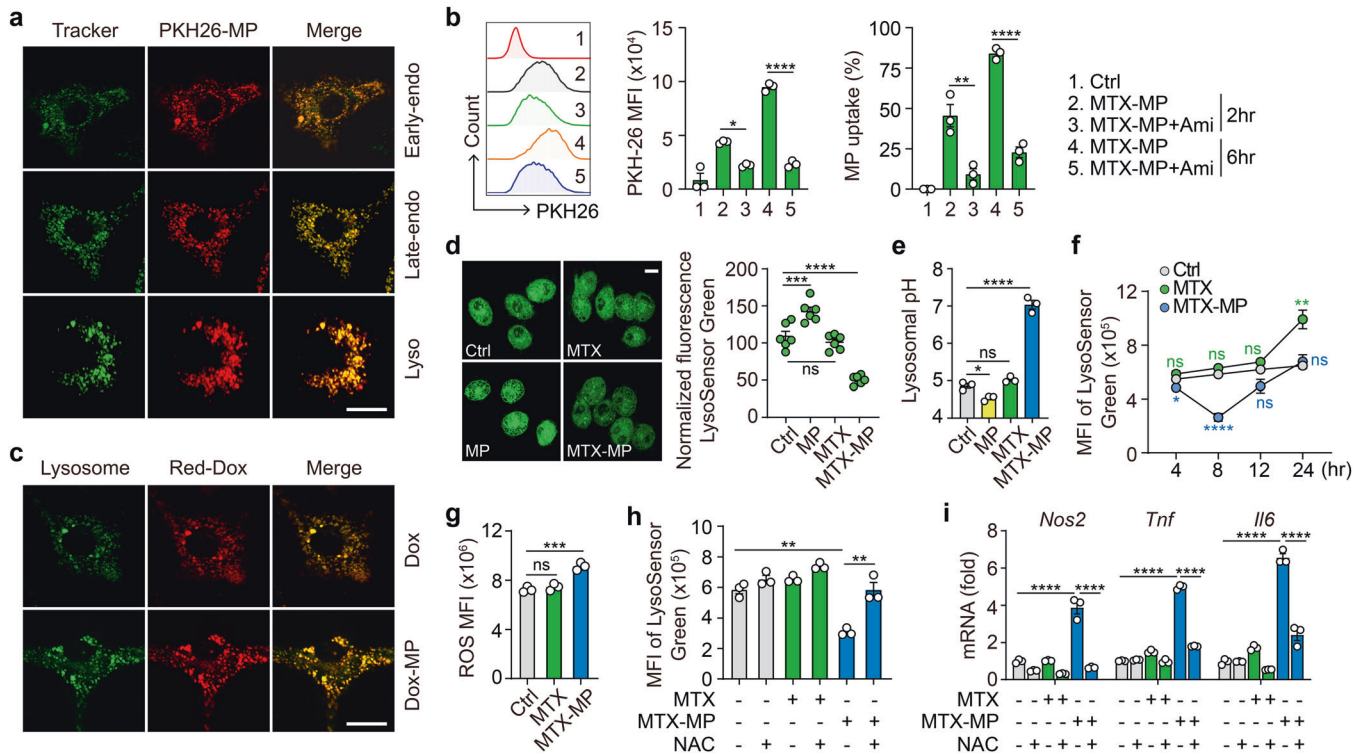 a
Tracker PKH26-MP Merge
Early-endo
Late-endo
Lyso
b
1
2
3
4
5
Count
PKH26
PKH-26 MFI (x10⁴)
15
10
5
0
* ****
1 2 3 4 5
MP uptake (%)
100
75
50
25
0
** ****
1 2 3 4 5
1. Ctrl
2. MTX-MP
3. MTX-MP+Ami
2hr
4. MTX-MP
5. MTX-MP+Ami
6hr
c
Lysosome Red-Dox Merge
Dox
Dox-MP
d
Ctrl MTX
MP MTX-MP
Normalized fluorescence
LysoSensor Green
200
150
100
50
0
****
***
ns
Ctrl MP MTX MTX-MP
e
Lysosomal pH
8
7
6
5
4
****
ns
*
Ctrl MP MTX MTX-MP
f
Ctrl
MTX
MTX-MP
MFI of LysoSensor
Green (x10⁵)
12
8
4
0
ns ns ns **
* **** ns ns
4 8 12 24 (hr)
g
ROS MFI (x10⁶)
12
8
4
0
***
ns
Ctrl MTX MTX-MP
h
MFI of LysoSensor
Green (x10⁵)
10
8
6
4
2
0
** **
MTX - - + + - -
MTX-MP - - - - + +
NAC - + - + - +
i
Nos2 Tnf Il6
mRNA (fold)
8
6
4
2
0
**** ****
**** ****
**** ****
MTX - - + + - - - - + + - - - - + + - -
MTX-MP - - - - + + - - - - + + - - - - + +
NAC - + - + - + - + - + - + - + - + - +